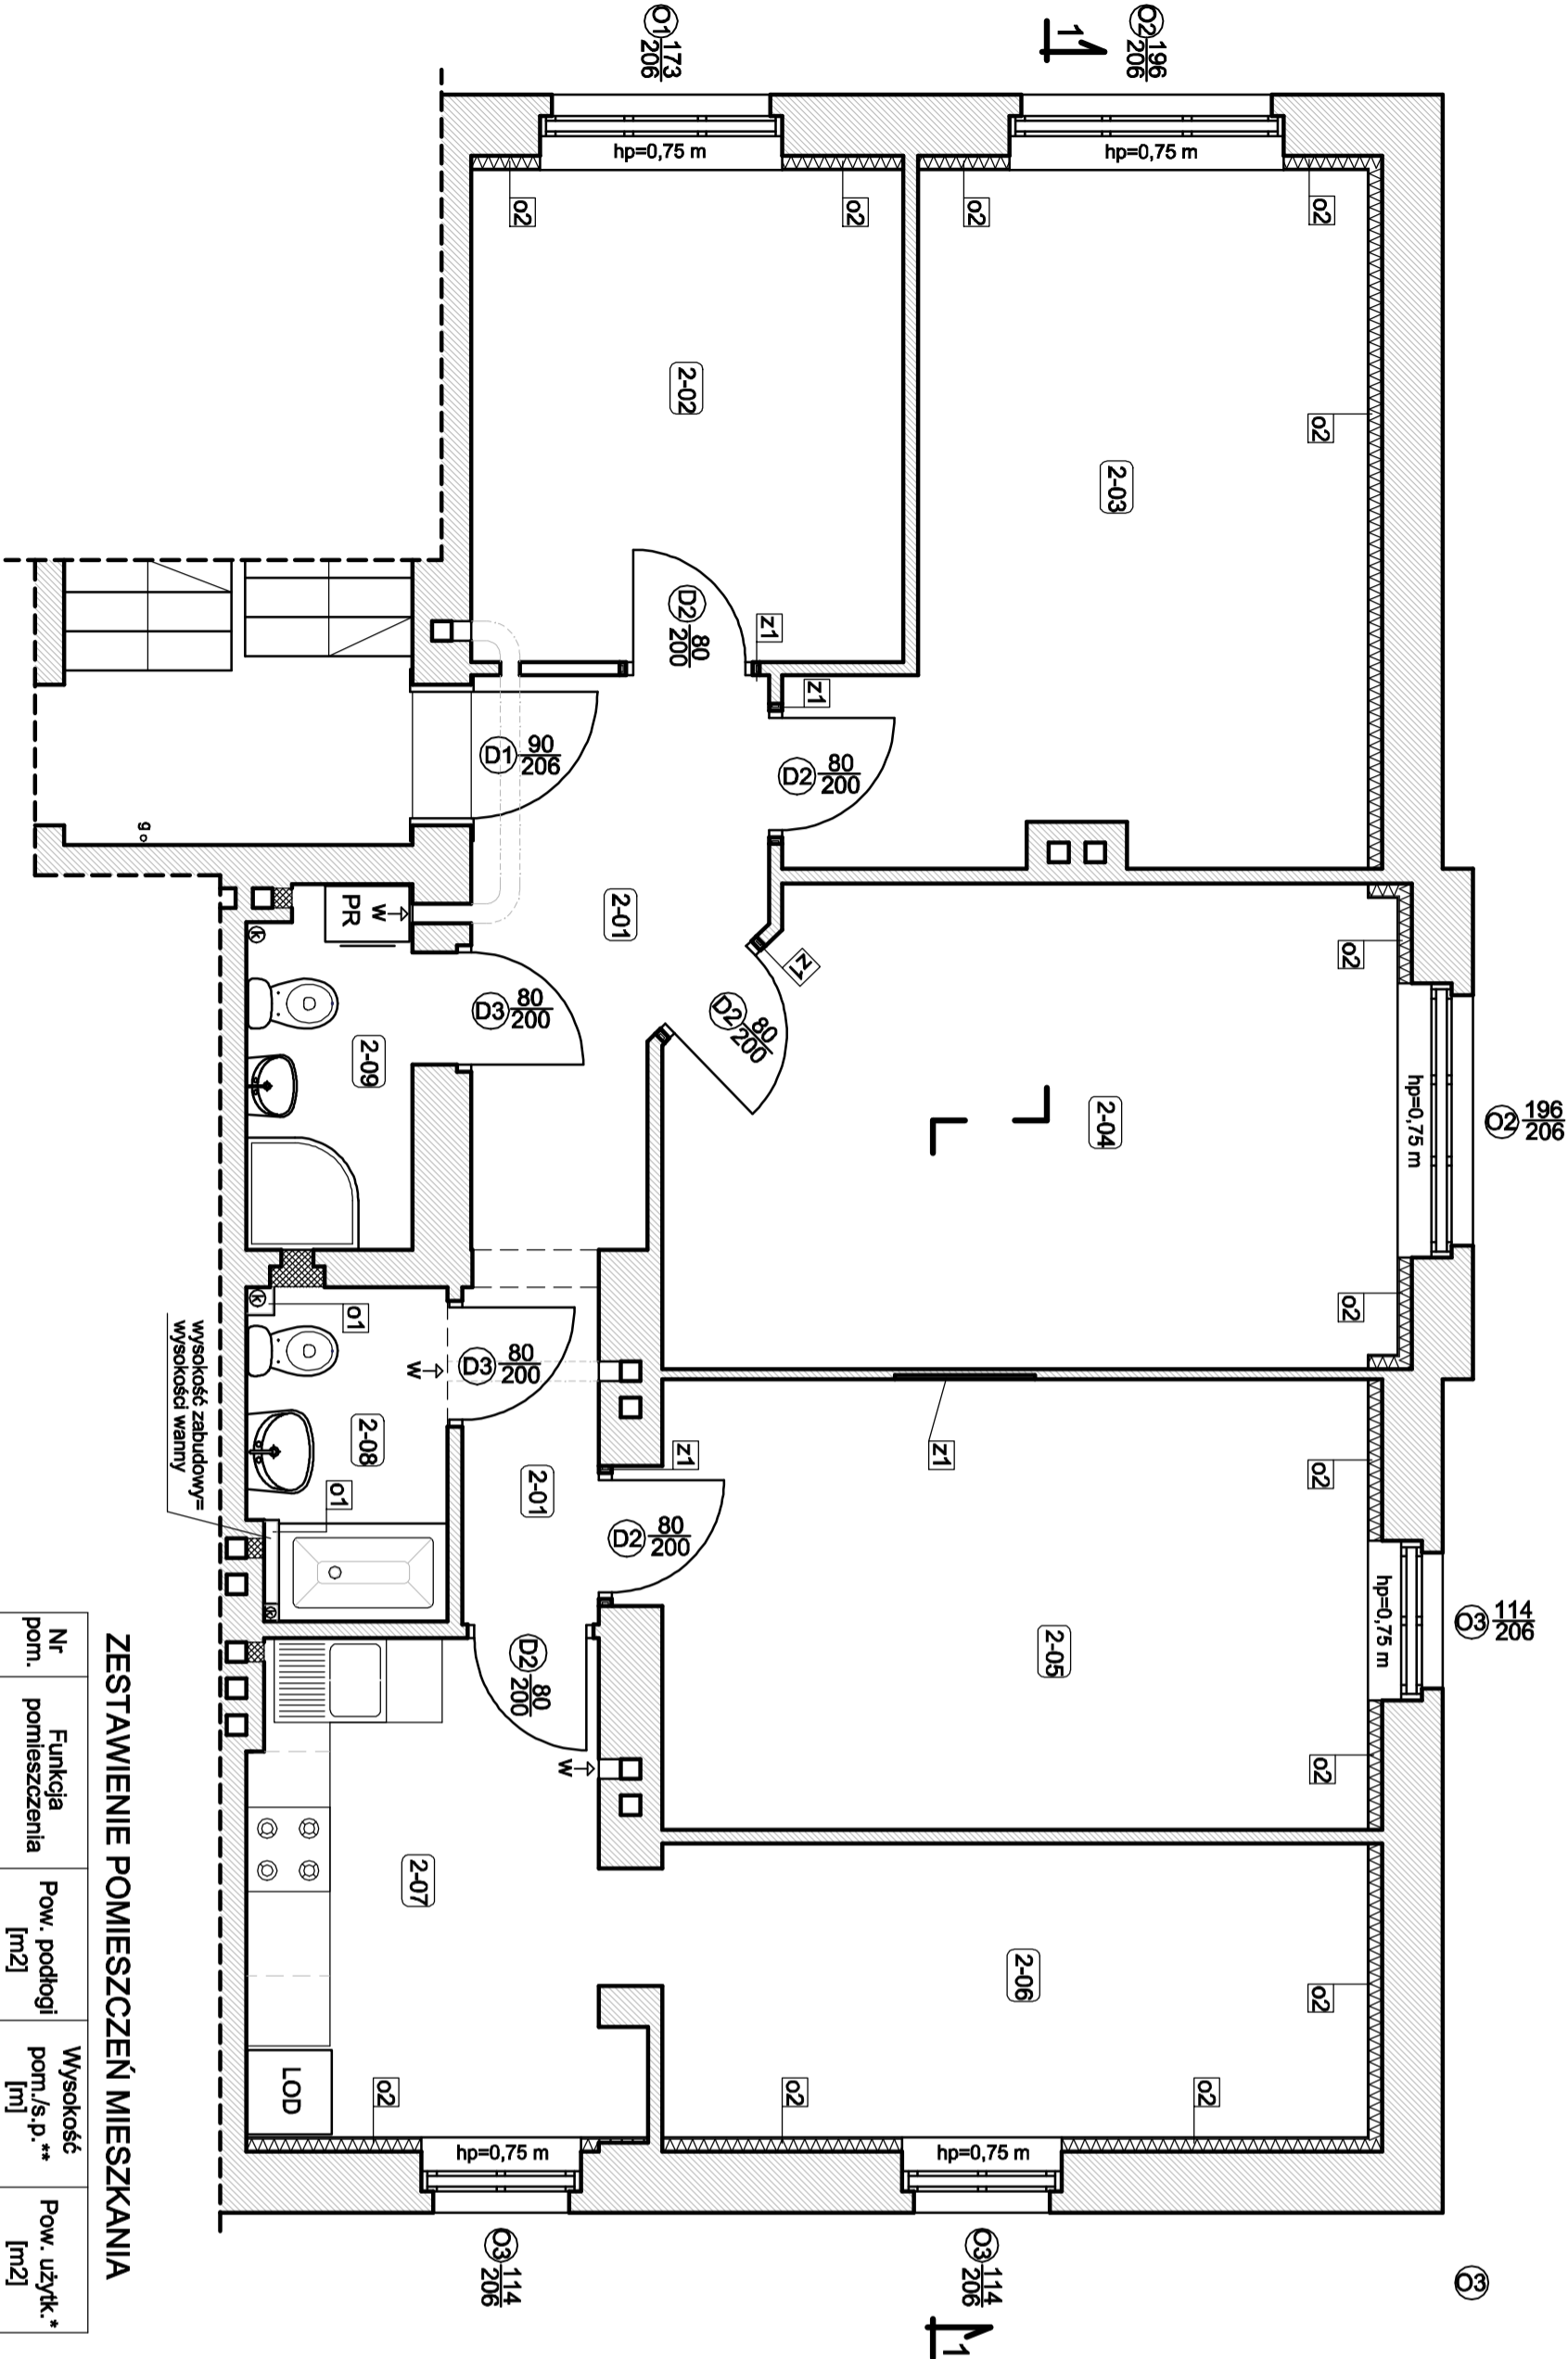 O1 173
206
O2 196
206
1
hp=0,75 m
hp=0,75 m
o2
o2
o2
o2
o2
2-02
2-03
D2 80
200
z1
z1
D1 90
206
D2 80
200
g
2-01
PR
W
k
D3 80
200
2-09
z1
D2 80
200
2-04
o2
o2
hp=0,75 m
O2 196
206
k
o1
W
D3 80
200
2-08
o1
k
wysokość zabudowy=
wysokości wanny
2-01
z1
z1
D2 80
200
2-05
o2
o2
hp=0,75 m
O3 114
206
D2 80
200
W
2-07
2-06
o2
LOD
o2
o2
o2
hp=0,75 m
hp=0,75 m
O3 114
206
O3 114
206
O3
1
ZESTAWIENIE POMIESZCZEŃ MIESZKANIA
Nr
pom.
Funkcja
pomieszczenia
Pow. podłogi
[m2]
Wysokość
pom./s.p.**
[m]
Pow. użytk.*
[m2]